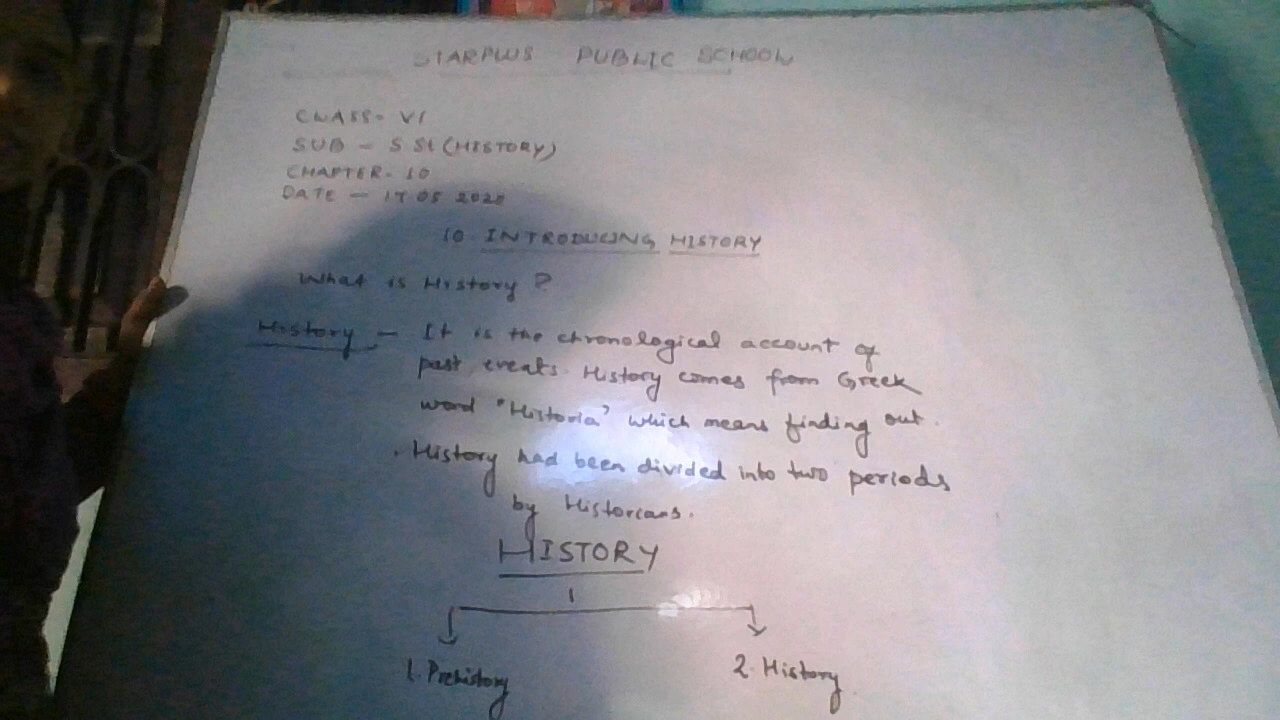 STARPLUS PUBLIC SCHOOL
CLASS- VI
SUB - S St (HISTORY)
CHAPTER- 10
DATE - 17 05 2021
10. INTRODUCING HISTORY
What is History?
History - It is the chronological account of
past events. History comes from Greek
word "Historia" which means finding out.
. History had been divided into two periods
by Historians.
HISTORY
1. Prehistory 2. History